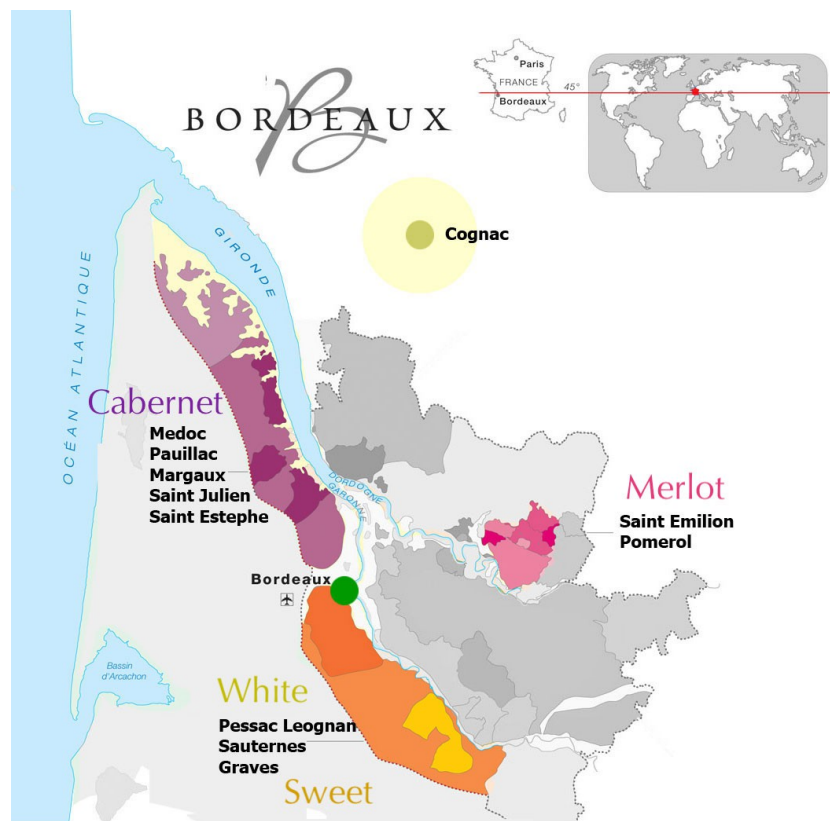 BORDEAUX
Paris
FRANCE
45°
Bordeaux
Cognac
GIRONDE
OCÉAN ATLANTIQUE
Cabernet
Medoc
Pauillac
Margaux
Saint Julien
Saint Estephe
DORDOGNE
GARONNE
Merlot
Saint Emilion
Pomerol
Bordeaux
Bassin
d'Arcachon
White
Pessac Leognan
Sauternes
Graves
Sweet